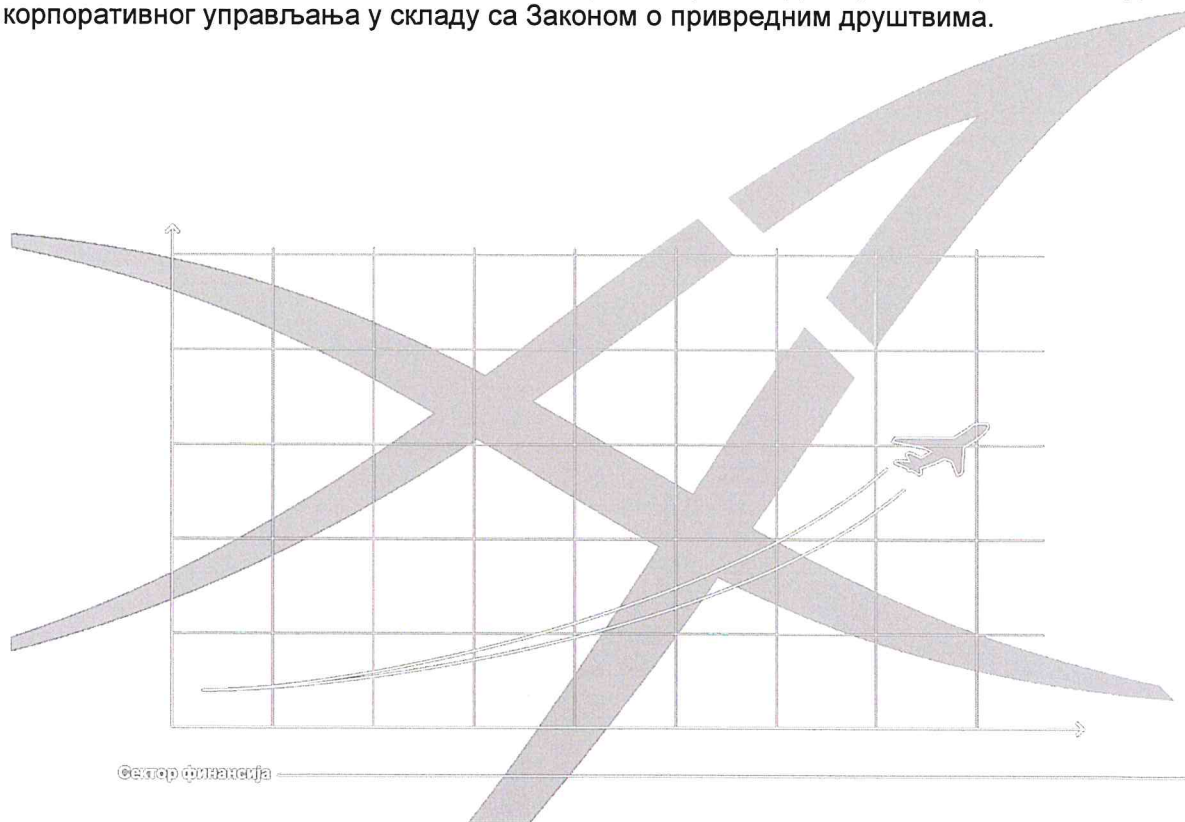 корпоративног управљања у складу са Законом о привредним друштвима.
Сектор финансија